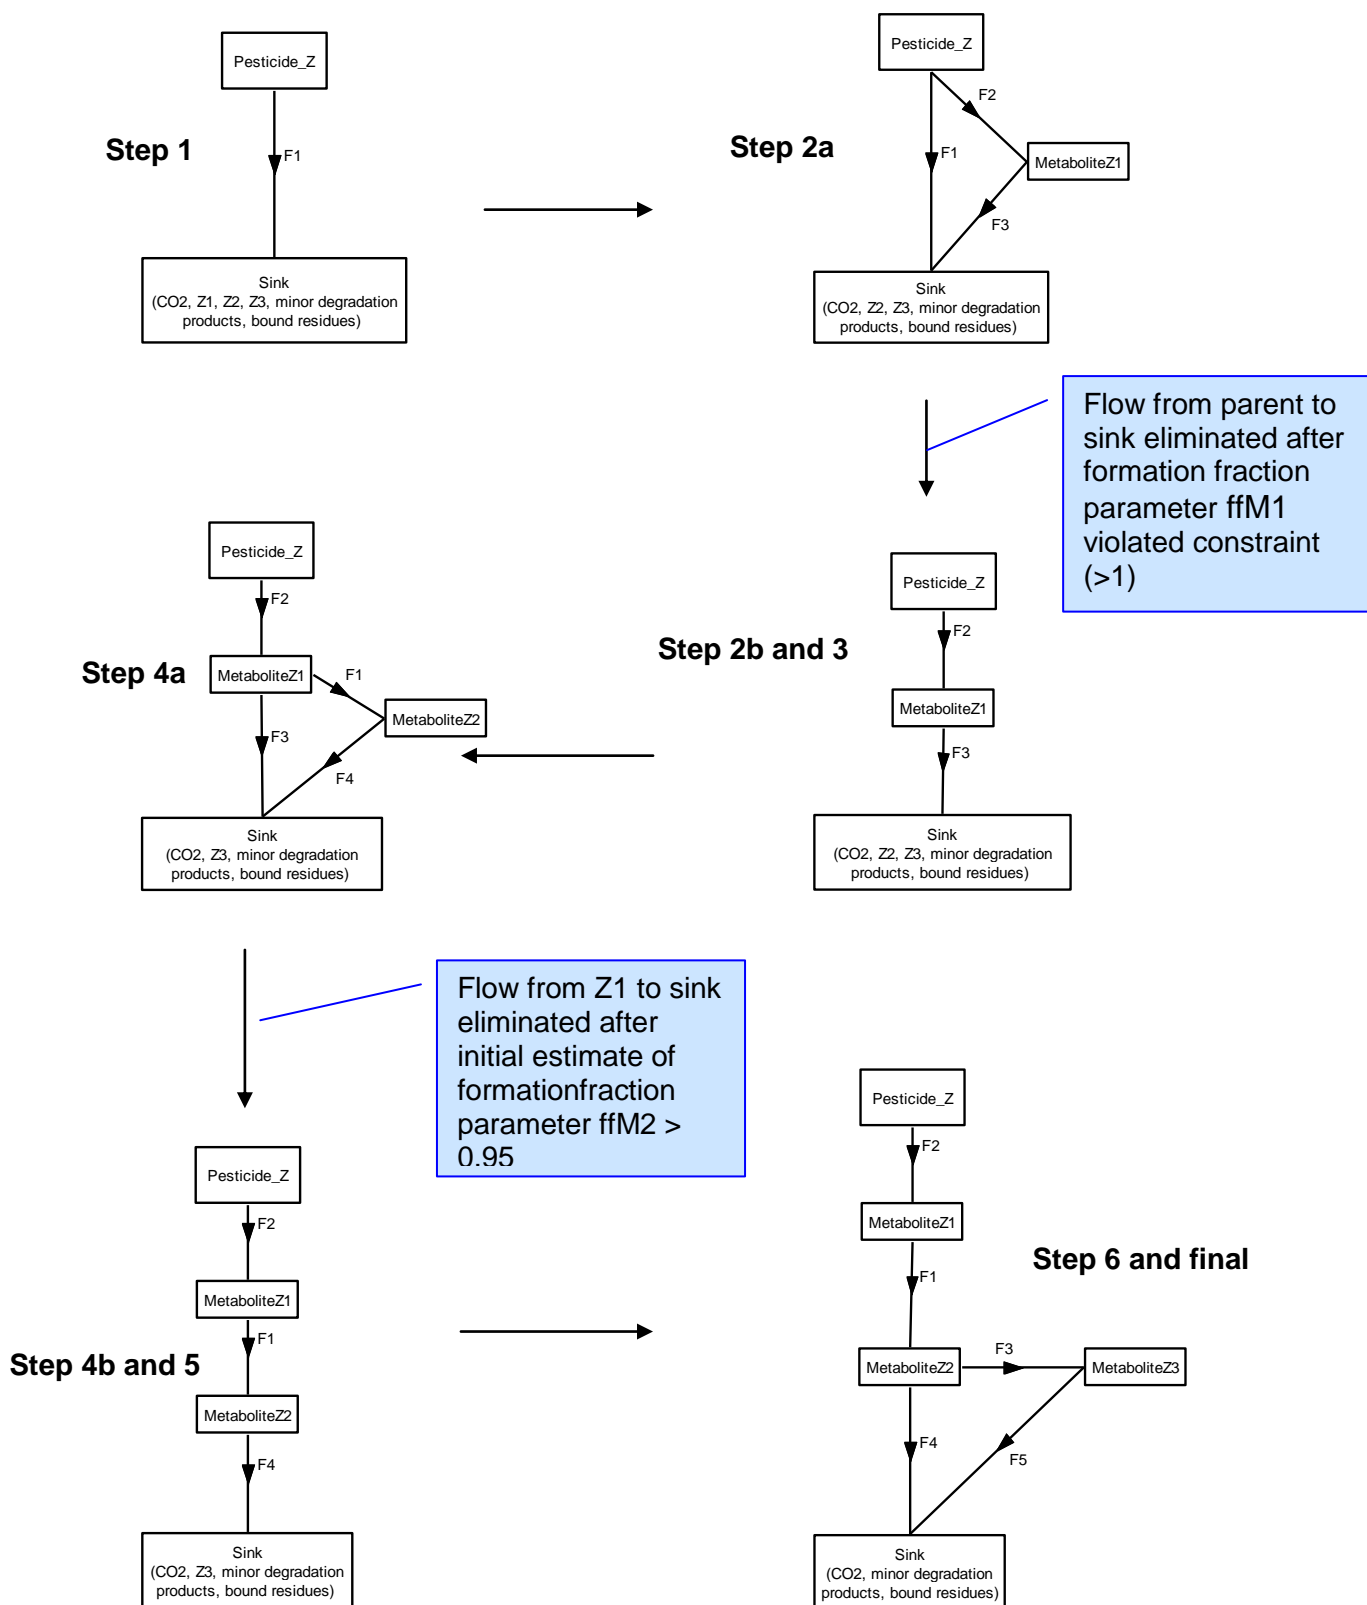 Pesticide_Z
F1
Step 1
Sink
(CO2, Z1, Z2, Z3, minor degradation
products, bound residues)
Pesticide_Z
F2
Step 2a
F1
MetaboliteZ1
F3
Sink
(CO2, Z2, Z3, minor degradation
products, bound residues)
Flow from parent to
sink eliminated after
formation fraction
parameter ffM1
violated constraint
(>1)
Pesticide_Z
F2
Step 2b and 3
MetaboliteZ1
F3
Sink
(CO2, Z2, Z3, minor degradation
products, bound residues)
Pesticide_Z
F2
Step 4a
MetaboliteZ1
F1
MetaboliteZ2
F3
F4
Sink
(CO2, Z3, minor degradation
products, bound residues)
Flow from Z1 to sink
eliminated after
initial estimate of
formationfraction
parameter ffM2 >
0.95
Pesticide_Z
F2
MetaboliteZ1
F1
Step 4b and 5
MetaboliteZ2
F4
Sink
(CO2, Z3, minor degradation
products, bound residues)
Pesticide_Z
F2
MetaboliteZ1
Step 6 and final
F1
F3
MetaboliteZ2
MetaboliteZ3
F4
F5
Sink
(CO2, minor degradation
products, bound residues)